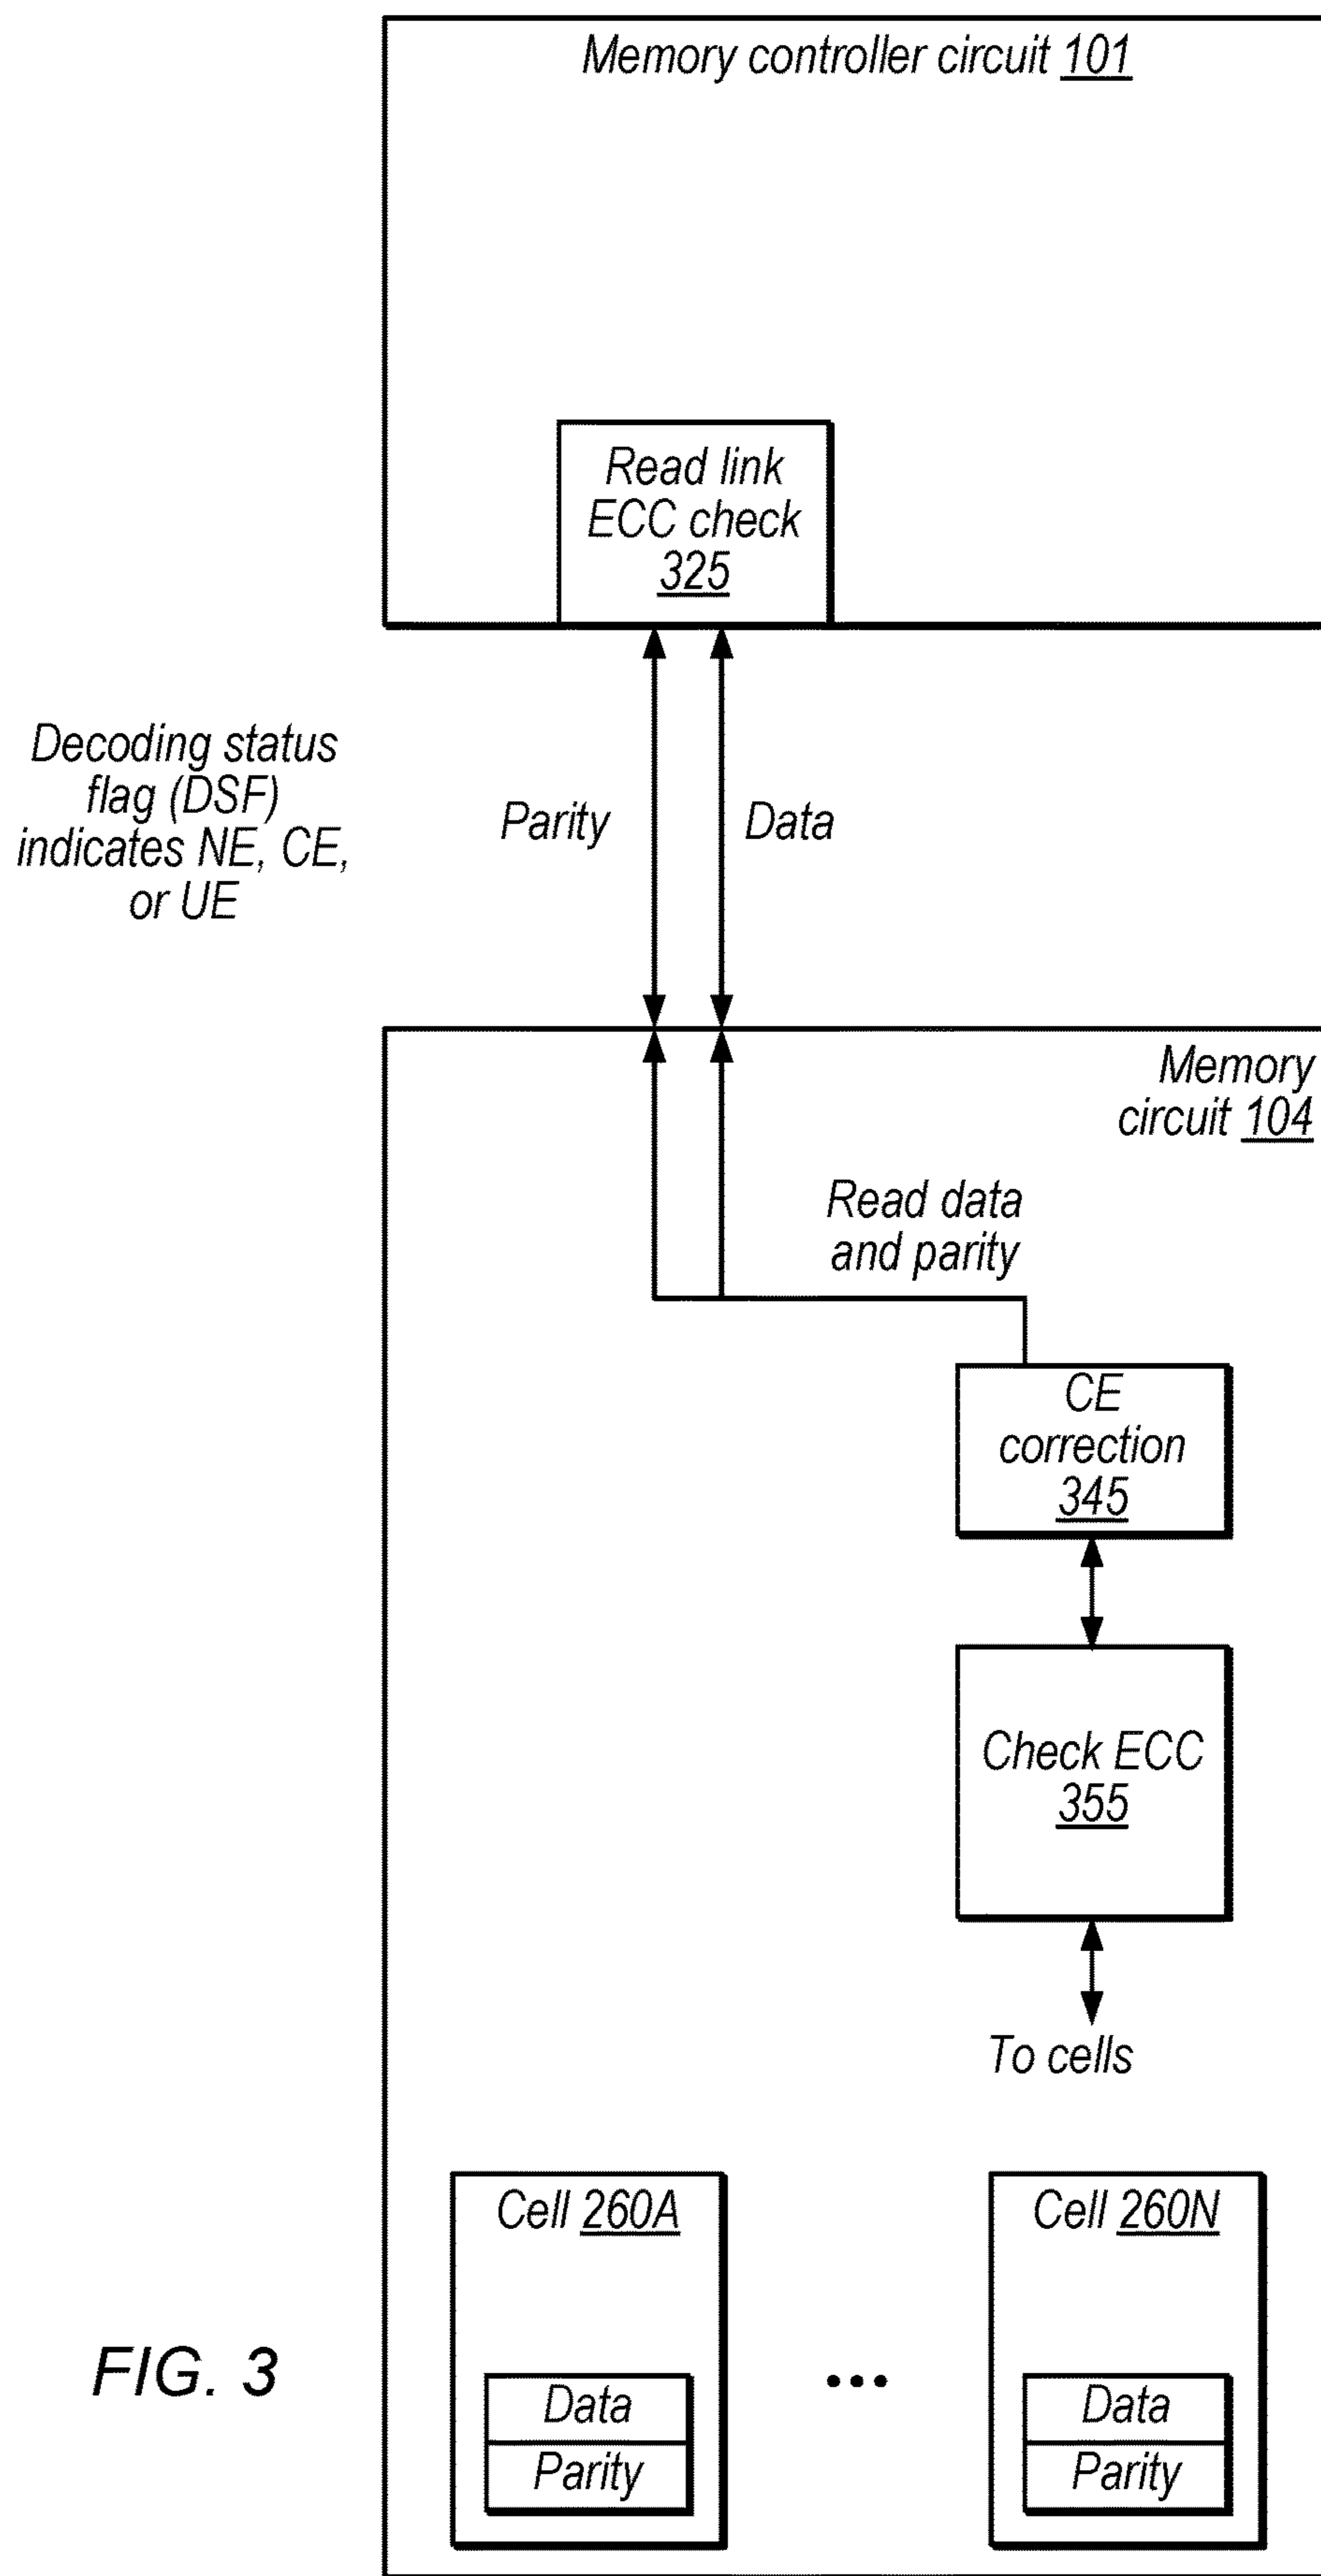 Memory controller circuit 101
Read link
ECC check
325
Decoding status
flag (DSF)
indicates NE, CE,
or UE
Parity
Data
Memory
circuit 104
Read data
and parity
CE
correction
345
Check ECC
355
To cells
Cell 260A
Data
Parity
...
Cell 260N
Data
Parity
FIG. 3